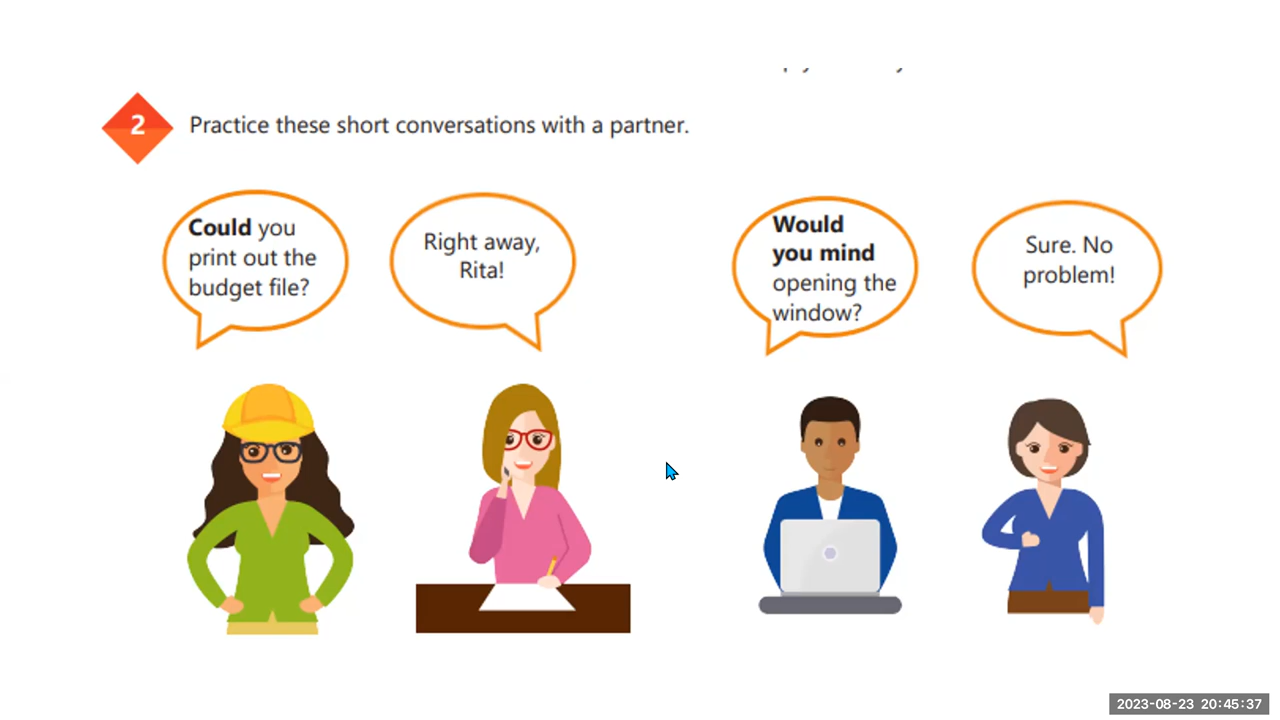 2
Practice these short conversations with a partner.
Could you
print out the
budget file?
Right away,
Rita!
Would
you mind
opening the
window?
Sure. No
problem!
2023-08-23 20:45:37